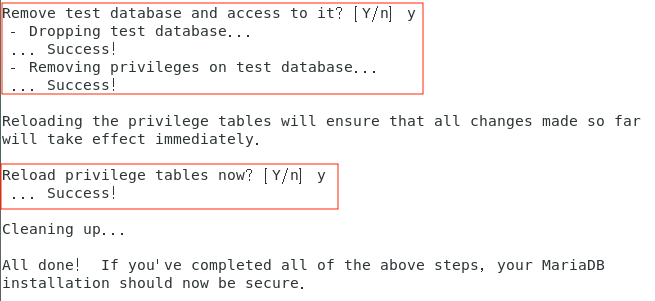 Remove test database and access to it? [Y/n] y
 - Dropping test database...
 ... Success!
 - Removing privileges on test database...
 ... Success!
Reloading the privilege tables will ensure that all changes made so far
will take effect immediately.
Reload privilege tables now? [Y/n] y
 ... Success!
Cleaning up...
All done!  If you've completed all of the above steps, your MariaDB
installation should now be secure.